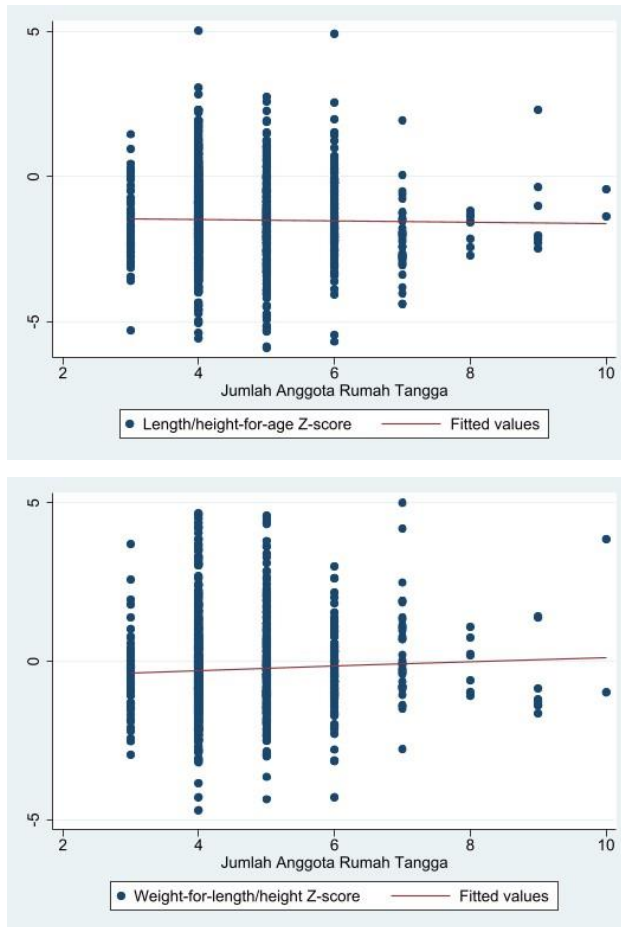 5
0
-5
2 4 6 8 10
Jumlah Anggota Rumah Tangga
Length/height-for-age Z-score Fitted values
5
0
-5
2 4 6 8 10
Jumlah Anggota Rumah Tangga
Weight-for-length/height Z-score Fitted values